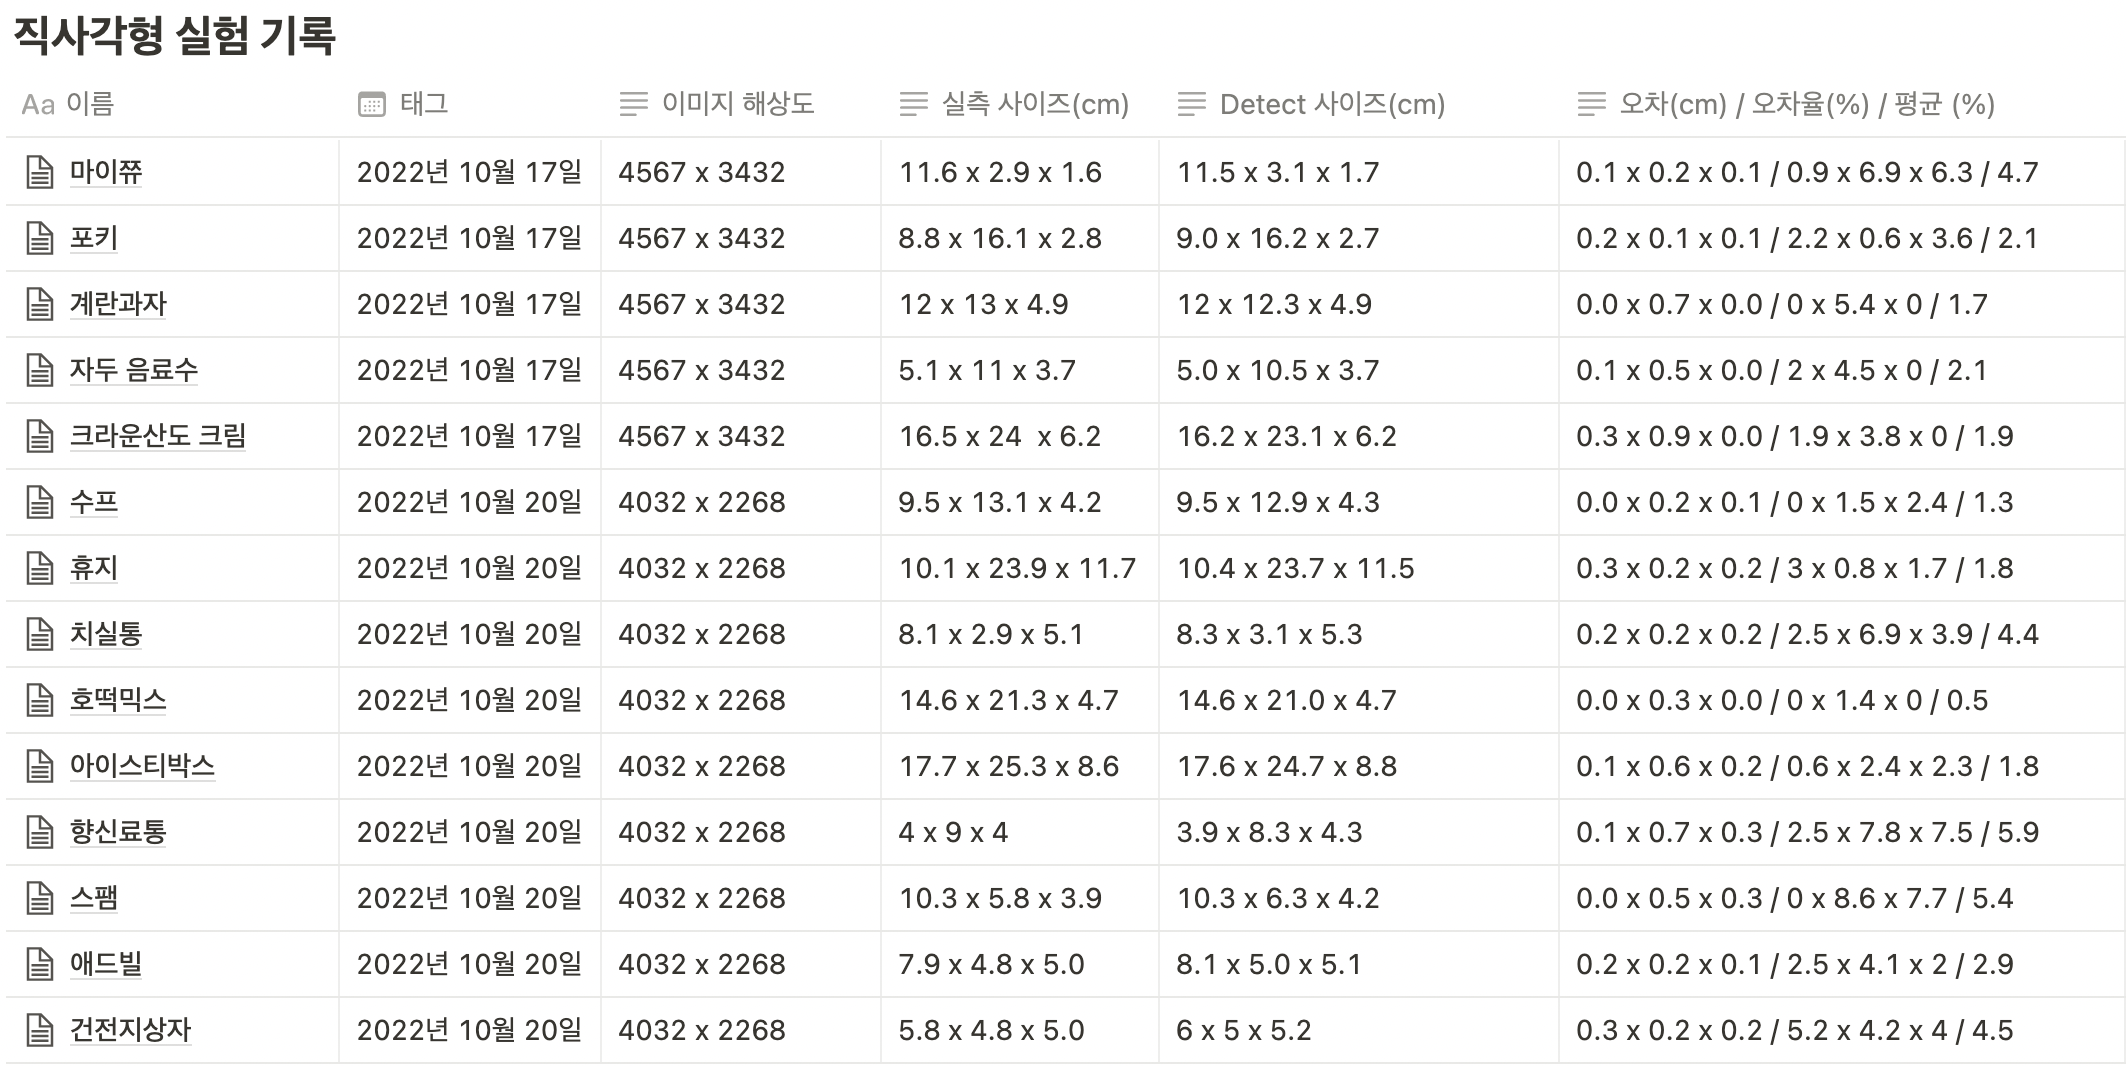 직사각형 실험 기록
Aa 이름 태그 이미지 해상도 실측 사이즈(cm) Detect 사이즈(cm) 오차(cm) / 오차율(%) / 평균 (%)
마이쮸 2022년 10월 17일 4567 x 3432 11.6 x 2.9 x 1.6 11.5 x 3.1 x 1.7 0.1 x 0.2 x 0.1 / 0.9 x 6.9 x 6.3 / 4.7
포키 2022년 10월 17일 4567 x 3432 8.8 x 16.1 x 2.8 9.0 x 16.2 x 2.7 0.2 x 0.1 x 0.1 / 2.2 x 0.6 x 3.6 / 2.1
계란과자 2022년 10월 17일 4567 x 3432 12 x 13 x 4.9 12 x 12.3 x 4.9 0.0 x 0.7 x 0.0 / 0 x 5.4 x 0 / 1.7
자두 음료수 2022년 10월 17일 4567 x 3432 5.1 x 11 x 3.7 5.0 x 10.5 x 3.7 0.1 x 0.5 x 0.0 / 2 x 4.5 x 0 / 2.1
크라운산도 크림 2022년 10월 17일 4567 x 3432 16.5 x 24 x 6.2 16.2 x 23.1 x 6.2 0.3 x 0.9 x 0.0 / 1.9 x 3.8 x 0 / 1.9
수프 2022년 10월 20일 4032 x 2268 9.5 x 13.1 x 4.2 9.5 x 12.9 x 4.3 0.0 x 0.2 x 0.1 / 0 x 1.5 x 2.4 / 1.3
휴지 2022년 10월 20일 4032 x 2268 10.1 x 23.9 x 11.7 10.4 x 23.7 x 11.5 0.3 x 0.2 x 0.2 / 3 x 0.8 x 1.7 / 1.8
치실통 2022년 10월 20일 4032 x 2268 8.1 x 2.9 x 5.1 8.3 x 3.1 x 5.3 0.2 x 0.2 x 0.2 / 2.5 x 6.9 x 3.9 / 4.4
호떡믹스 2022년 10월 20일 4032 x 2268 14.6 x 21.3 x 4.7 14.6 x 21.0 x 4.7 0.0 x 0.3 x 0.0 / 0 x 1.4 x 0 / 0.5
아이스티박스 2022년 10월 20일 4032 x 2268 17.7 x 25.3 x 8.6 17.6 x 24.7 x 8.8 0.1 x 0.6 x 0.2 / 0.6 x 2.4 x 2.3 / 1.8
향신료통 2022년 10월 20일 4032 x 2268 4 x 9 x 4 3.9 x 8.3 x 4.3 0.1 x 0.7 x 0.3 / 2.5 x 7.8 x 7.5 / 5.9
스팸 2022년 10월 20일 4032 x 2268 10.3 x 5.8 x 3.9 10.3 x 6.3 x 4.2 0.0 x 0.5 x 0.3 / 0 x 8.6 x 7.7 / 5.4
애드빌 2022년 10월 20일 4032 x 2268 7.9 x 4.8 x 5.0 8.1 x 5.0 x 5.1 0.2 x 0.2 x 0.1 / 2.5 x 4.1 x 2 / 2.9
건전지상자 2022년 10월 20일 4032 x 2268 5.8 x 4.8 x 5.0 6 x 5 x 5.2 0.3 x 0.2 x 0.2 / 5.2 x 4.2 x 4 / 4.5